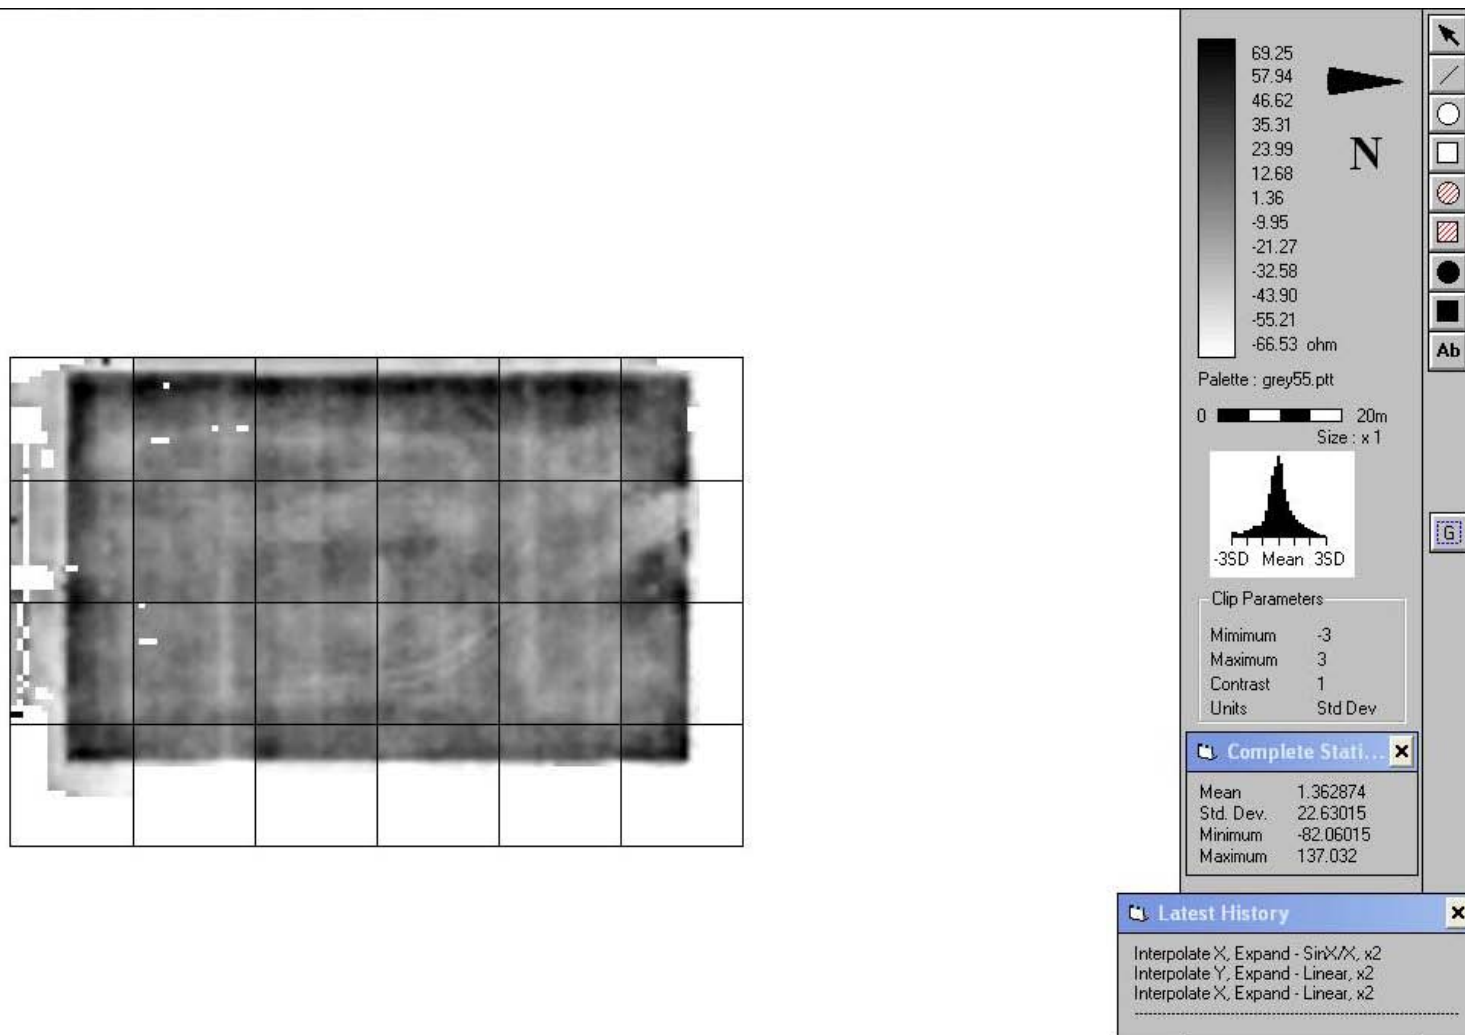 69.25
57.94
46.62
35.31
23.99
12.68
1.36
-9.95
-21.27
-32.58
-43.90
-55.21
-66.53 ohm
N
Palette : grey55.ptt
0 20m
Size : x 1
-3SD Mean 3SD
Clip Parameters
Mimimum -3
Maximum 3
Contrast 1
Units Std Dev
Complete Stati...
Mean 1.362874
Std. Dev. 22.63015
Minimum -82.06015
Maximum 137.032
Latest History
Interpolate X, Expand - SinX/X, x2
Interpolate Y, Expand - Linear, x2
Interpolate X, Expand - Linear, x2
Ab
G